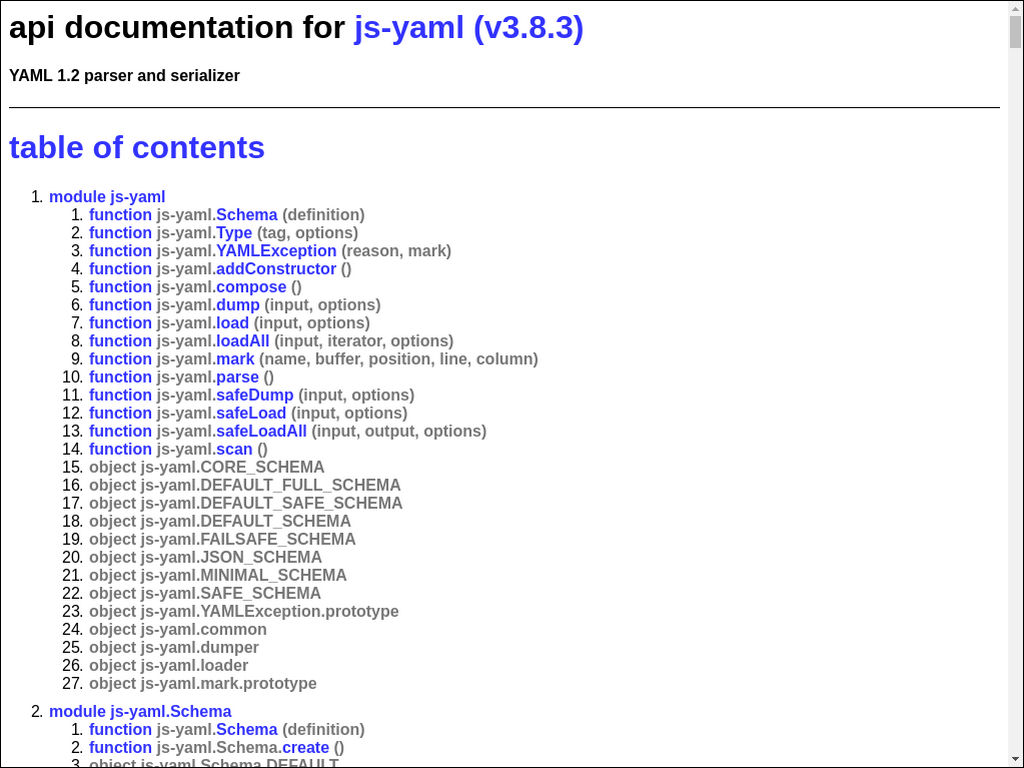 api documentation for js-yaml (v3.8.3)
YAML 1.2 parser and serializer
table of contents
1. module js-yaml
1. function js-yaml.Schema (definition)
2. function js-yaml.Type (tag, options)
3. function js-yaml.YAMLException (reason, mark)
4. function js-yaml.addConstructor ()
5. function js-yaml.compose ()
6. function js-yaml.dump (input, options)
7. function js-yaml.load (input, options)
8. function js-yaml.loadAll (input, iterator, options)
9. function js-yaml.mark (name, buffer, position, line, column)
10. function js-yaml.parse ()
11. function js-yaml.safeDump (input, options)
12. function js-yaml.safeLoad (input, options)
13. function js-yaml.safeLoadAll (input, output, options)
14. function js-yaml.scan ()
15. object js-yaml.CORE_SCHEMA
16. object js-yaml.DEFAULT_FULL_SCHEMA
17. object js-yaml.DEFAULT_SAFE_SCHEMA
18. object js-yaml.DEFAULT_SCHEMA
19. object js-yaml.FAILSAFE_SCHEMA
20. object js-yaml.JSON_SCHEMA
21. object js-yaml.MINIMAL_SCHEMA
22. object js-yaml.SAFE_SCHEMA
23. object js-yaml.YAMLException.prototype
24. object js-yaml.common
25. object js-yaml.dumper
26. object js-yaml.loader
27. object js-yaml.mark.prototype
2. module js-yaml.Schema
1. function js-yaml.Schema (definition)
2. function js-yaml.Schema.create ()
3. object js-yaml.Schema.DEFAULT